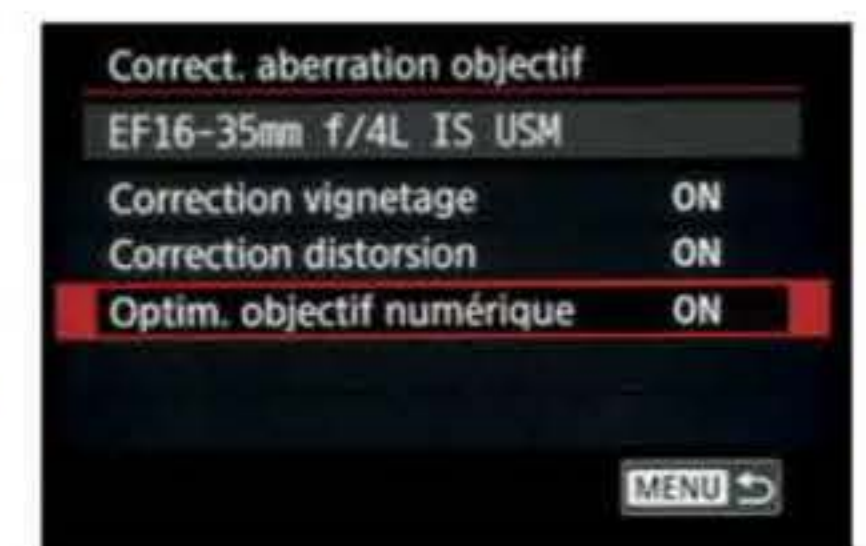 Correct. aberration objectif
EF16-35mm f/4L IS USM
Correction vignetage ON
Correction distorsion ON
Optim. objectif numérique ON
MENU